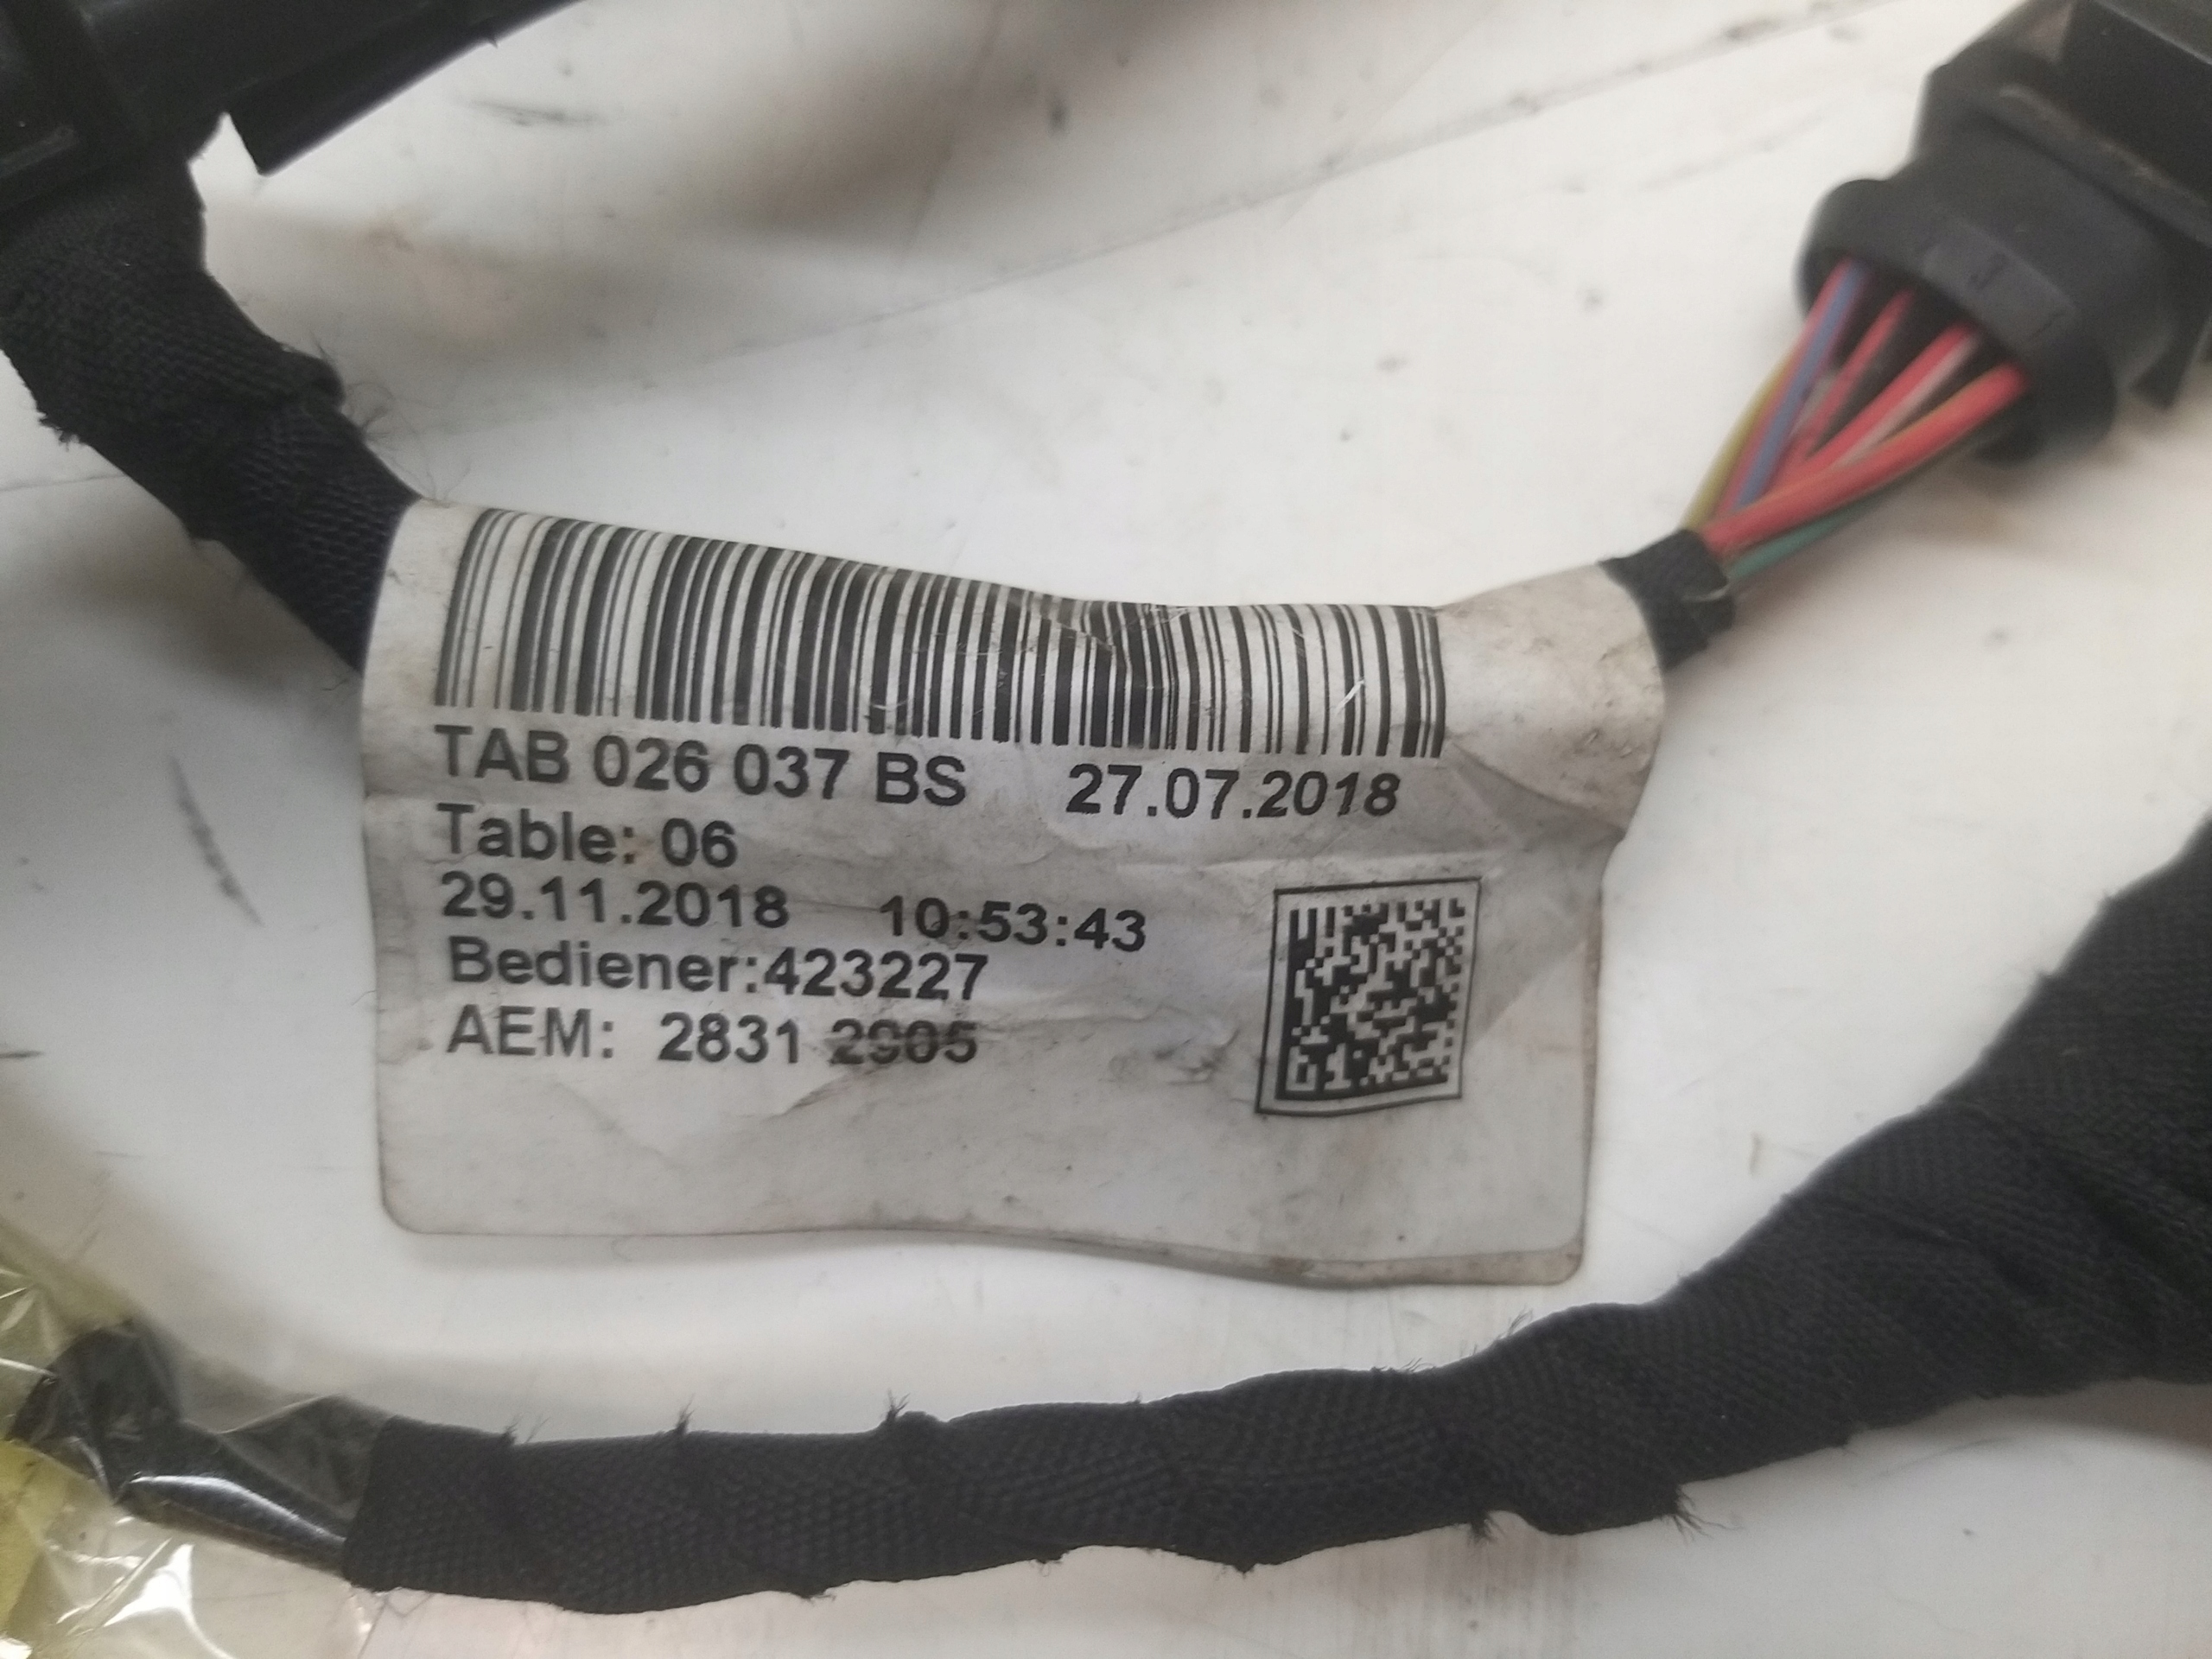 TAB 026 037 BS 27.07.2018
Table: 06
29.11.2018 10:53:43
Bediener:423227
AEM: 2831 2905